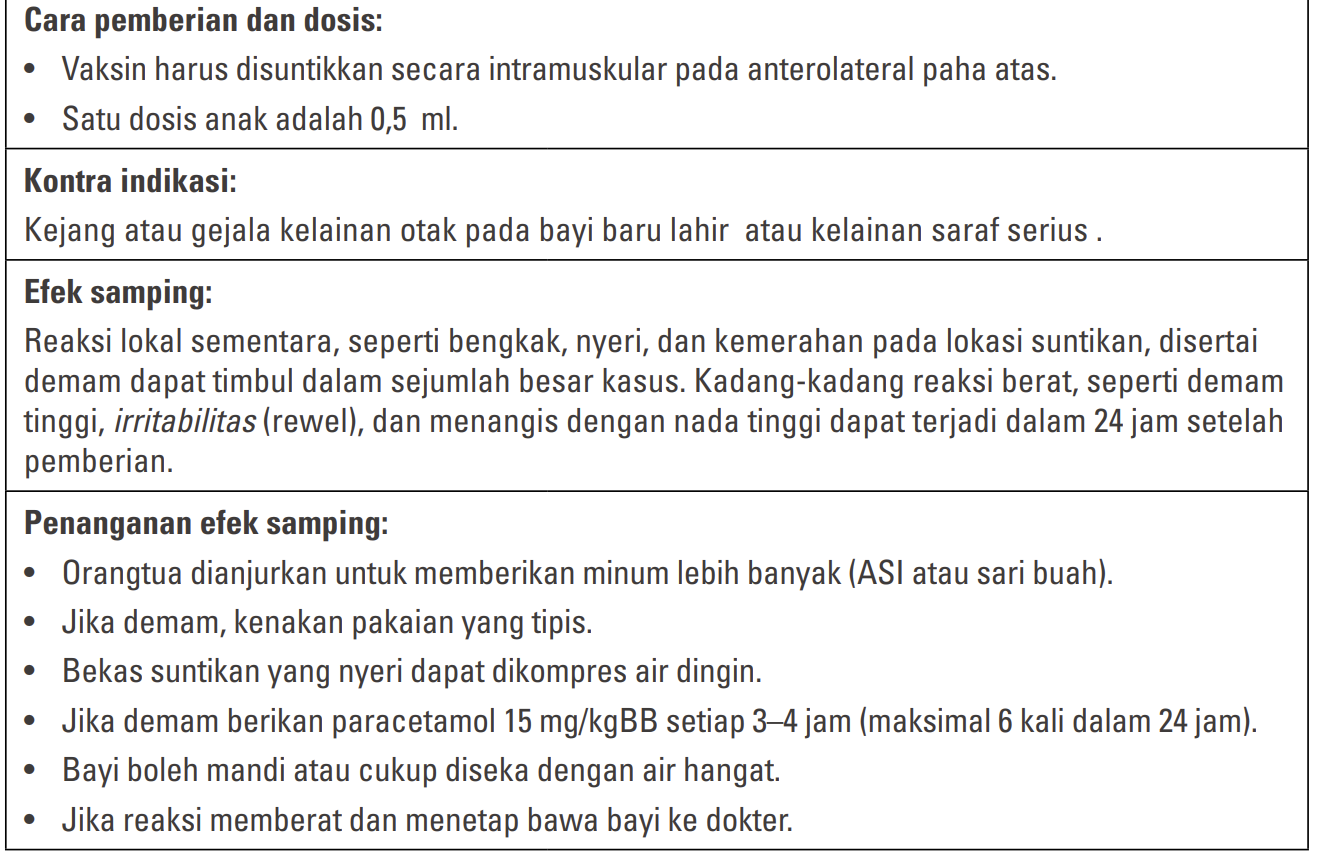 Cara pemberian dan dosis:
• Vaksin harus disuntikkan secara intramuskular pada anterolateral paha atas.
• Satu dosis anak adalah 0,5 ml.
Kontra indikasi:
Kejang atau gejala kelainan otak pada bayi baru lahir atau kelainan saraf serius .
Efek samping:
Reaksi lokal sementara, seperti bengkak, nyeri, dan kemerahan pada lokasi suntikan, disertai
demam dapat timbul dalam sejumlah besar kasus. Kadang-kadang reaksi berat, seperti demam
tinggi, irritabilitas (rewel), dan menangis dengan nada tinggi dapat terjadi dalam 24 jam setelah
pemberian.
Penanganan efek samping:
• Orangtua dianjurkan untuk memberikan minum lebih banyak (ASI atau sari buah).
• Jika demam, kenakan pakaian yang tipis.
• Bekas suntikan yang nyeri dapat dikompres air dingin.
• Jika demam berikan paracetamol 15 mg/kgBB setiap 3–4 jam (maksimal 6 kali dalam 24 jam).
• Bayi boleh mandi atau cukup diseka dengan air hangat.
• Jika reaksi memberat dan menetap bawa bayi ke dokter.